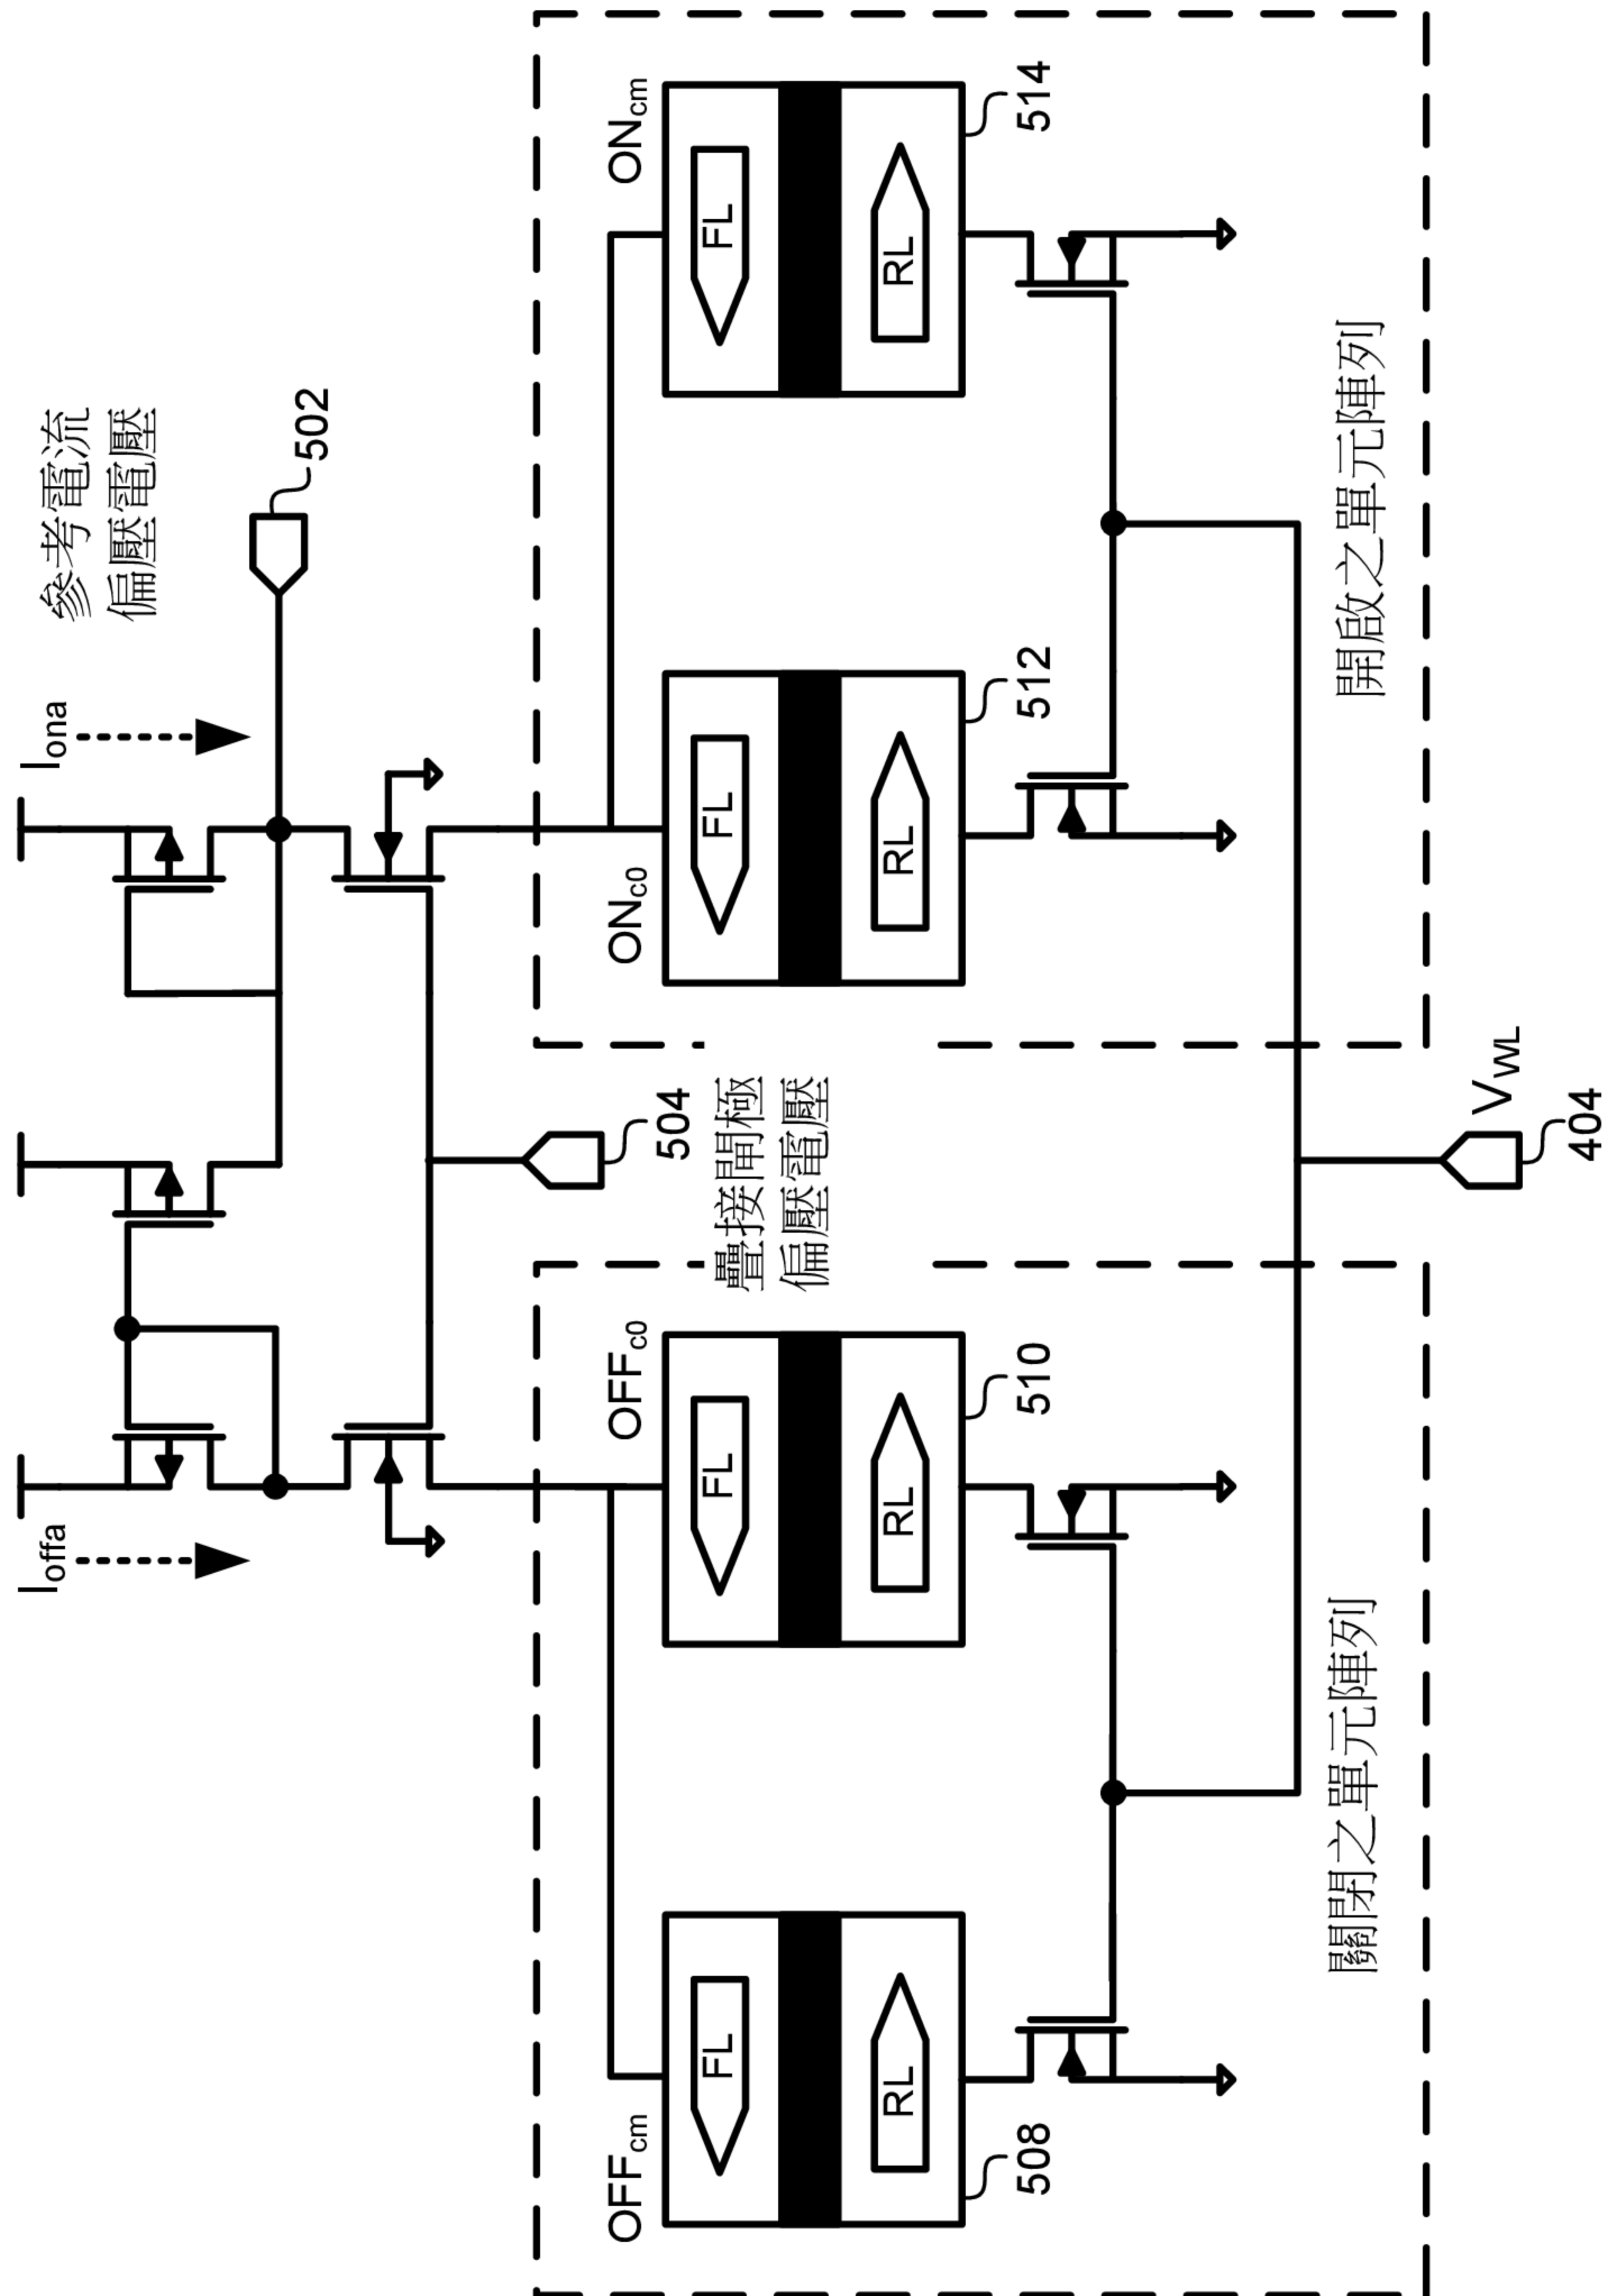 I_offa
I_ona
參考電流
偏壓電壓
502
504
疊接閘極
偏壓電壓
OFF_cm
FL
RL
508
OFF_c0
FL
RL
510
ON_c0
FL
RL
512
ON_cm
FL
RL
514
關閉之單元陣列
開啟之單元陣列
V_WL
404